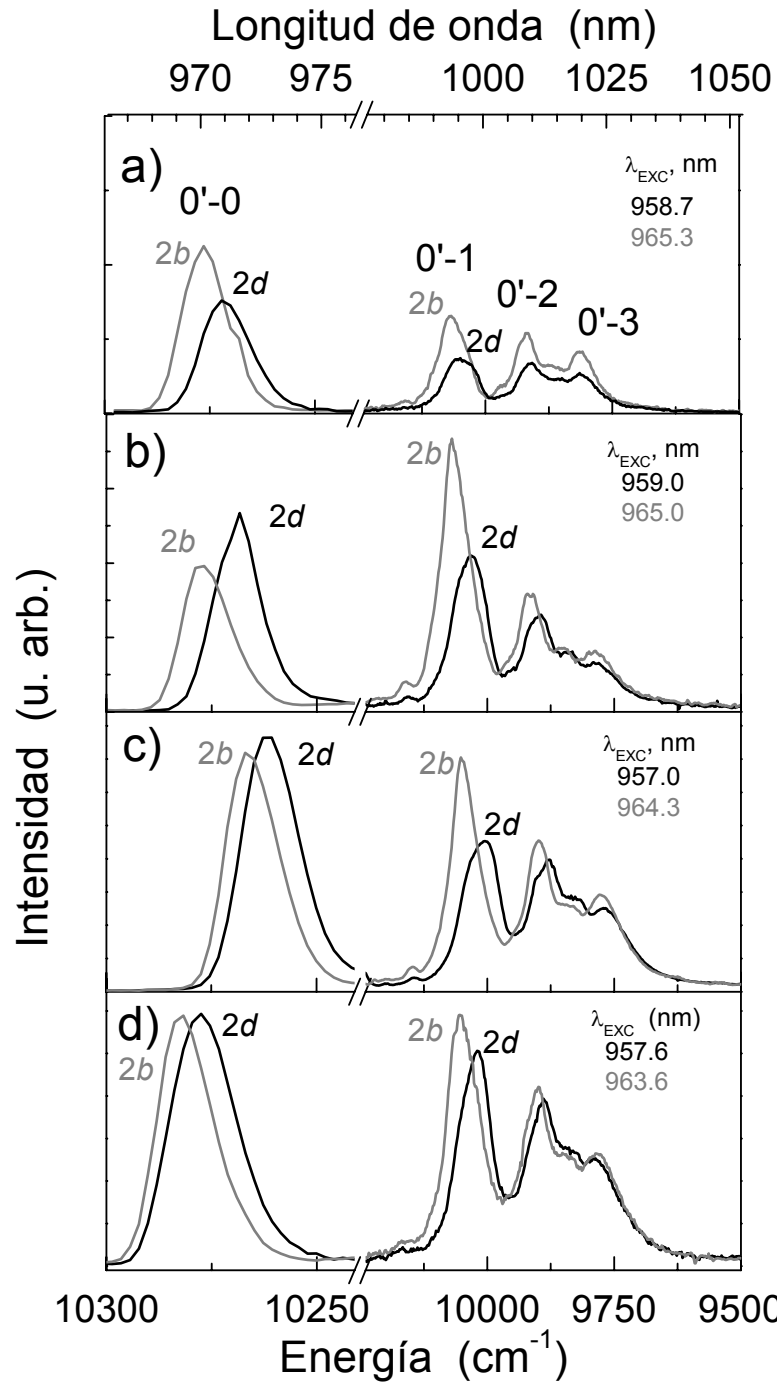 Longitud de onda (nm)
970 975 1000 1025 1050
a)
0'-0
2b
2d
0'-1
2b
2d
0'-2
0'-3
λEXC, nm
958.7
965.3
b)
2b
2d
2b
2d
λEXC, nm
959.0
965.0
c)
2b
2d
2b
2d
λEXC, nm
957.0
964.3
d)
2b
2d
2b
2d
λEXC (nm)
957.6
963.6
Intensidad (u. arb.)
10300 10250 10000 9750 9500
Energía (cm-1)